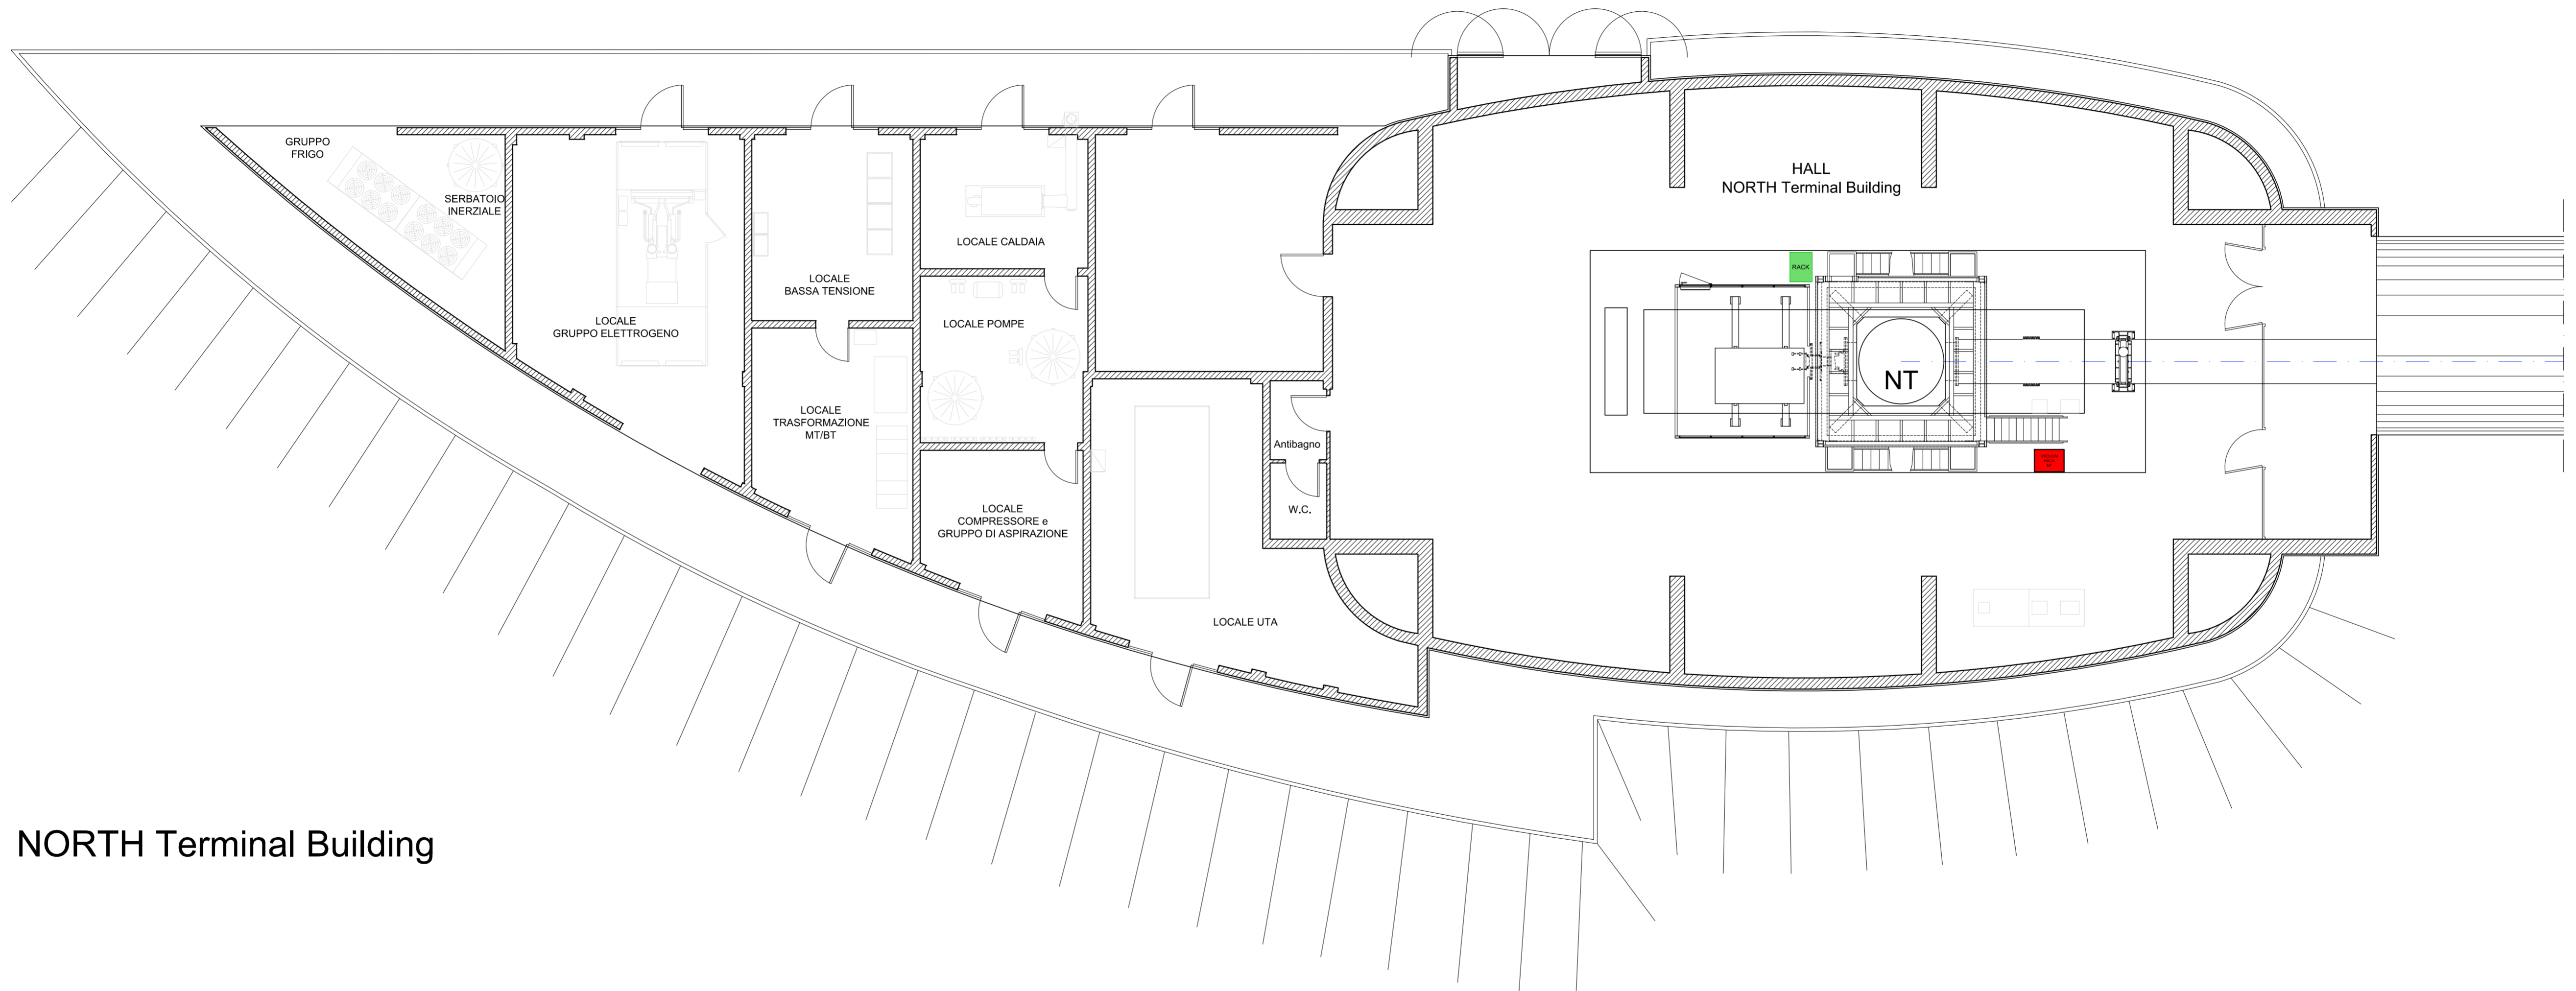 GRUPPO
FRIGO
SERBATOIO
INERZIALE
LOCALE
GRUPPO ELETTROGENO
LOCALE
BASSA TENSIONE
LOCALE
TRASFORMAZIONE
MT/BT
LOCALE CALDAIA
LOCALE POMPE
LOCALE
COMPRESSORE e
GRUPPO DI ASPIRAZIONE
LOCALE UTA
Antibagno
W.C.
HALL
NORTH Terminal Building
RACK
NT
NORTH Terminal Building